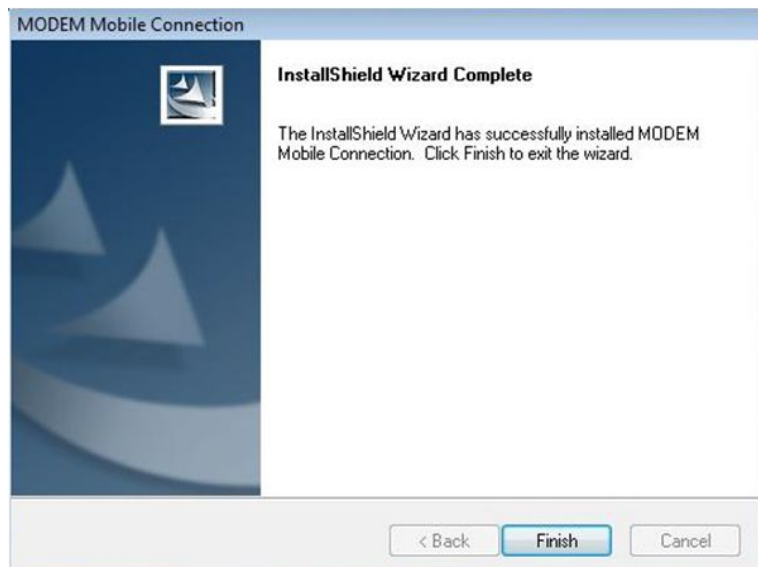 MODEM Mobile Connection
InstallShield Wizard Complete
The InstallShield Wizard has successfully installed MODEM
Mobile Connection. Click Finish to exit the wizard.
< Back
Finish
Cancel